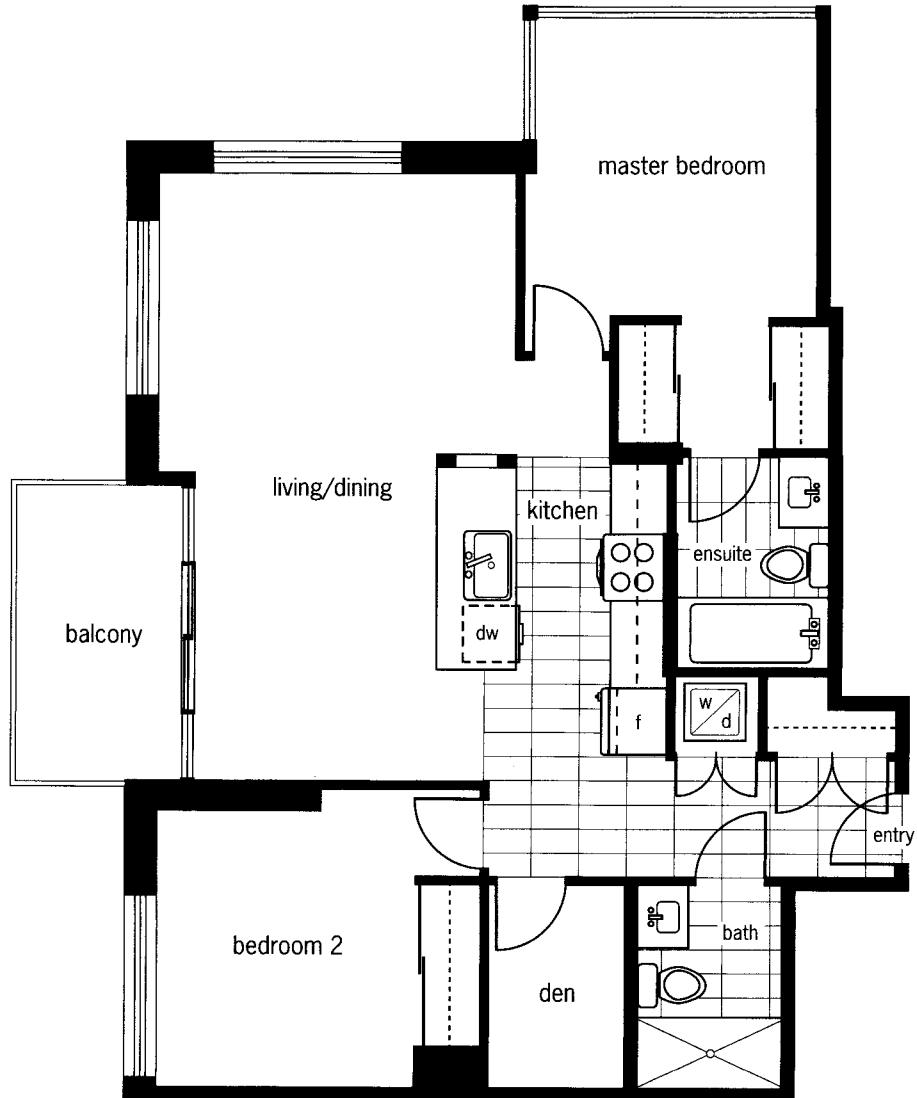 master bedroom
living/dining
kitchen
ensuite
balcony
dw
f
w
d
entry
bedroom 2
bath
den